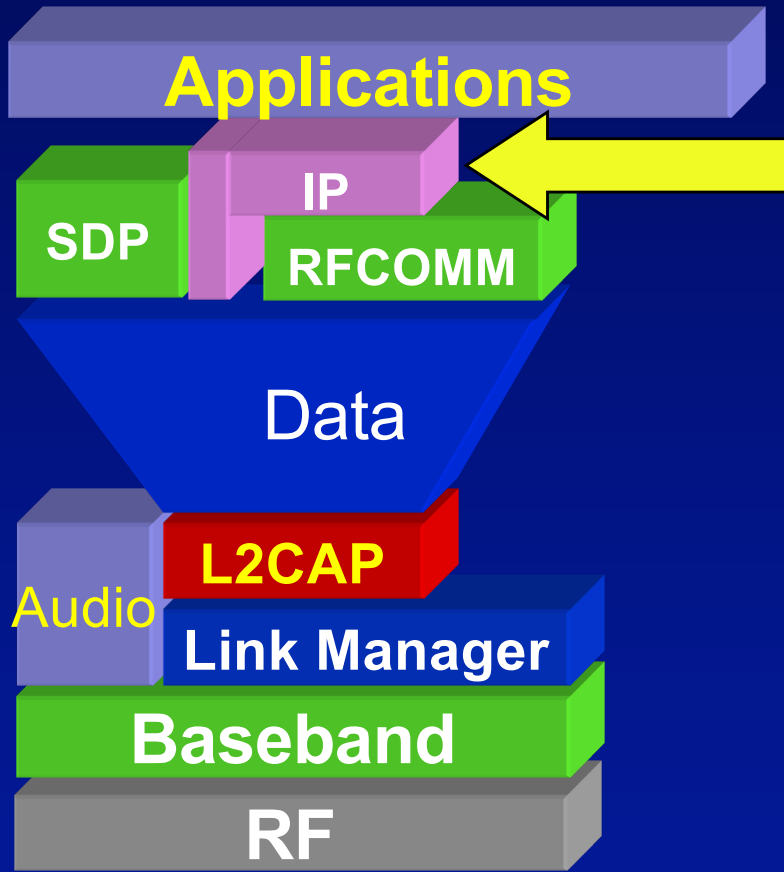 Applications
IP
SDP
RFCOMM
Data
L2CAP
Audio
Link Manager
Baseband
RF